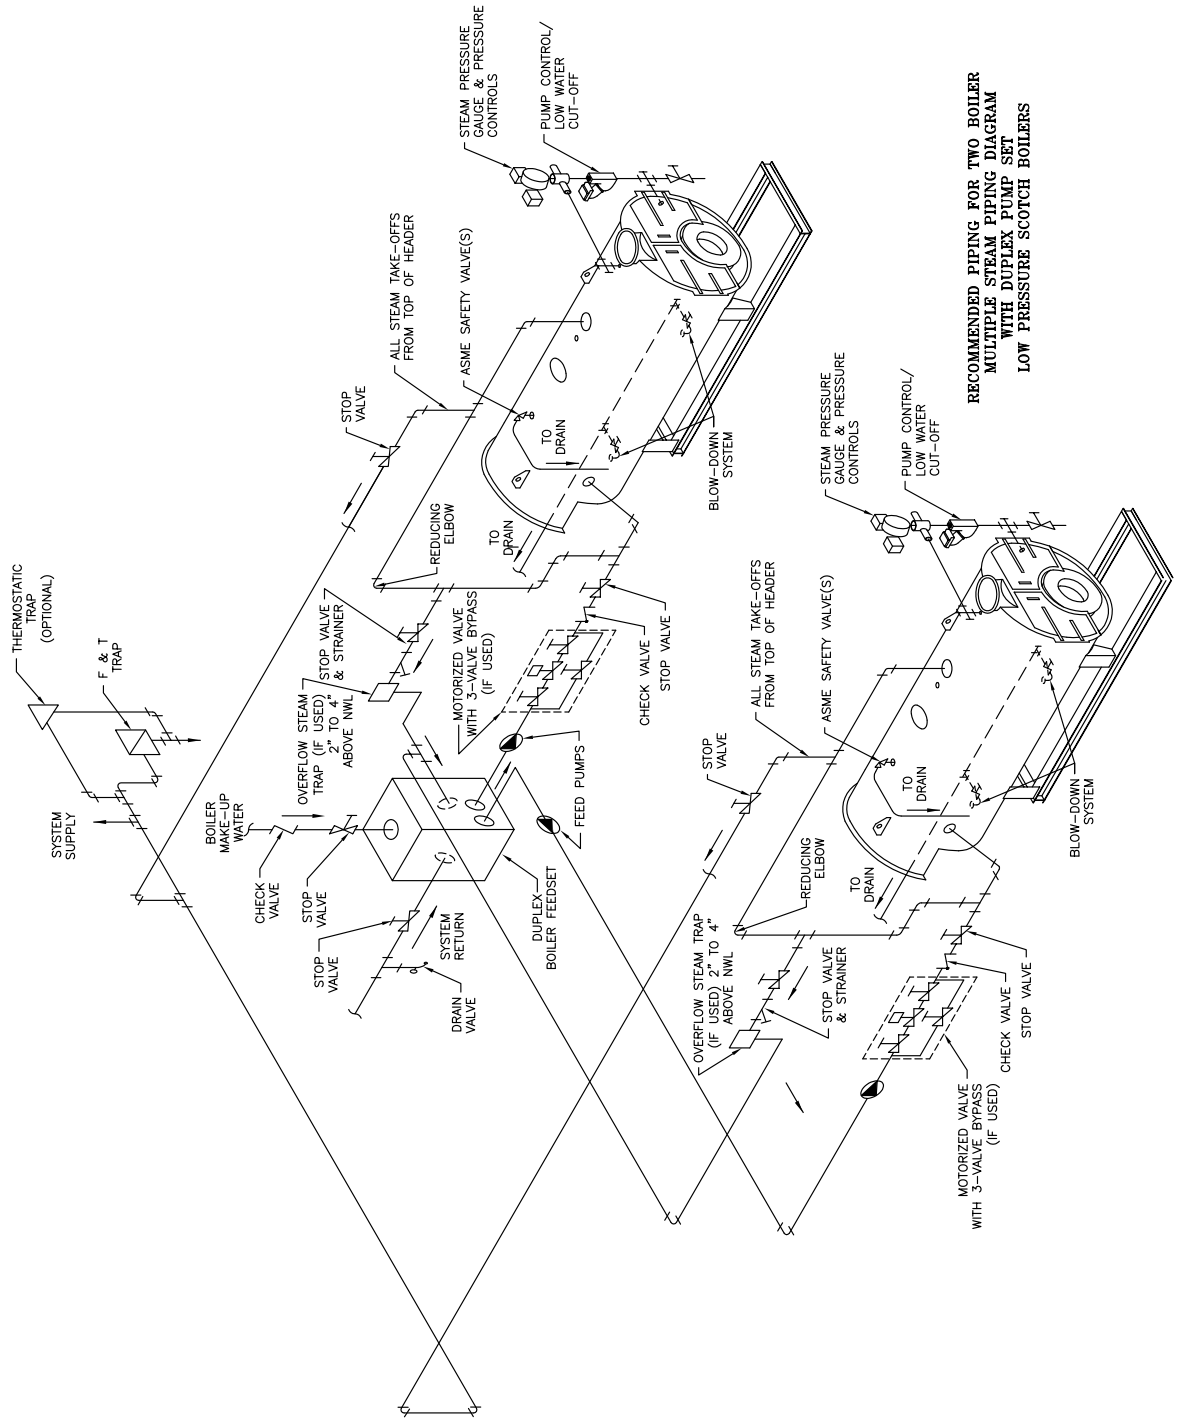 THERMOSTATIC
TRAP
(OPTIONAL)
F & T
TRAP
SYSTEM
SUPPLY
BOILER
MAKE-UP
WATER
CHECK
VALVE
STOP
VALVE
STOP
VALVE
SYSTEM
RETURN
DRAIN
VALVE
DUPLEX
BOILER FEEDSET
FEED PUMPS
OVERFLOW STEAM
TRAP (IF USED)
2" TO 4"
ABOVE NWL
STOP VALVE
& STRAINER
MOTORIZED VALVE
WITH 3-VALVE BYPASS
(IF USED)
REDUCING
ELBOW
STOP
VALVE
ALL STEAM TAKE-OFFS
FROM TOP OF HEADER
ASME SAFETY VALVE(S)
STEAM PRESSURE
GAUGE & PRESSURE
CONTROLS
PUMP CONTROL/
LOW WATER
CUT-OFF
TO
DRAIN
TO
DRAIN
BLOW-DOWN
SYSTEM
CHECK VALVE
STOP VALVE
STOP
VALVE
ALL STEAM TAKE-OFFS
FROM TOP OF HEADER
ASME SAFETY VALVE(S)
STEAM PRESSURE
GAUGE & PRESSURE
CONTROLS
PUMP CONTROL/
LOW WATER
CUT-OFF
REDUCING
ELBOW
TO
DRAIN
TO
DRAIN
BLOW-DOWN
SYSTEM
OVERFLOW STEAM TRAP
(IF USED) 2" TO 4"
ABOVE NWL
STOP VALVE
& STRAINER
CHECK VALVE
STOP VALVE
MOTORIZED VALVE
WITH 3-VALVE BYPASS
(IF USED)
RECOMMENDED PIPING FOR TWO BOILER
MULTIPLE STEAM PIPING DIAGRAM
WITH DUPLEX PUMP SET
LOW PRESSURE SCOTCH BOILERS